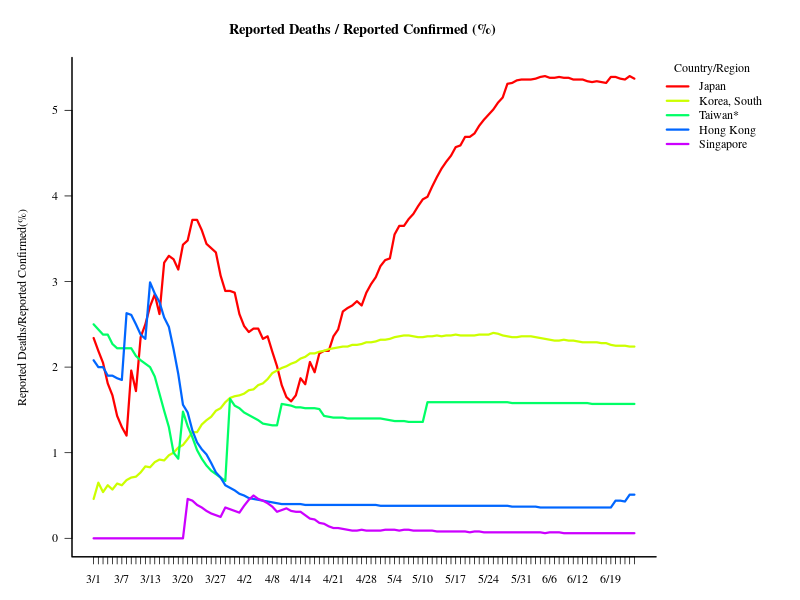 Reported Deaths / Reported Confirmed (%)
Country/Region
Japan
Korea, South
Taiwan*
Hong Kong
Singapore
Reported Deaths/Reported Confirmed(%)
5
4
3
2
1
0
3/1 3/7 3/13 3/20 3/27 4/2 4/8 4/14 4/21 4/28 5/4 5/10 5/17 5/24 5/31 6/6 6/12 6/19